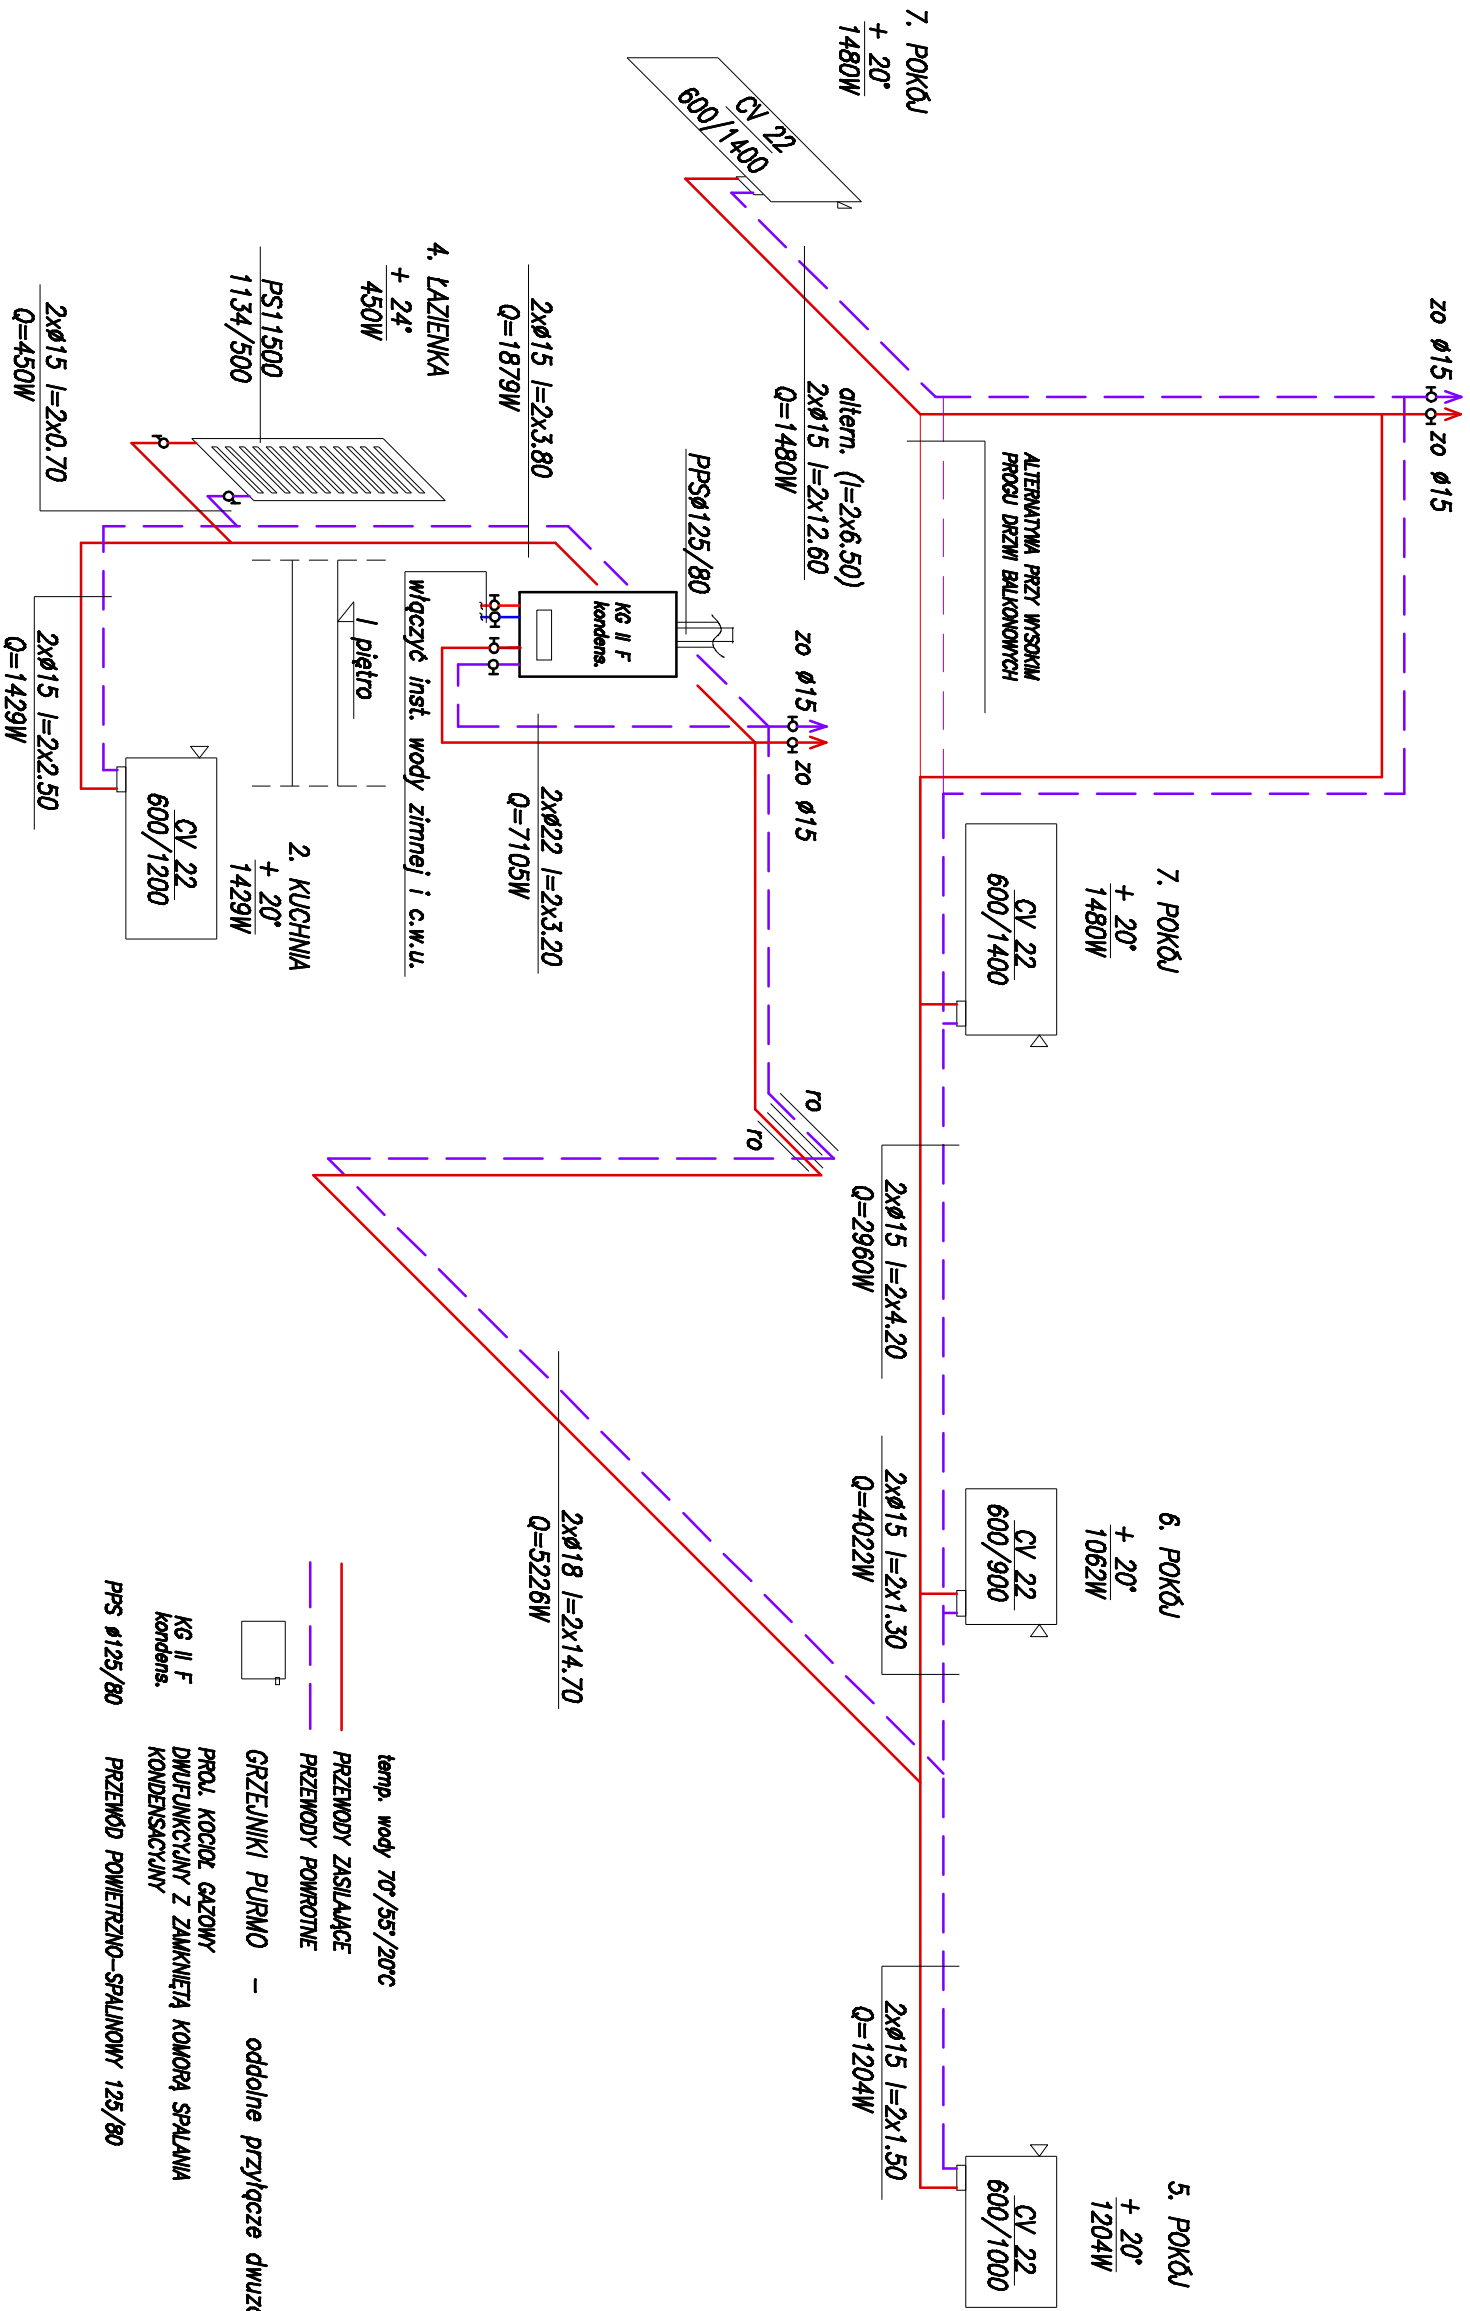 zo ø15
zo ø15
7. POKÓJ
+ 20°
1480W
CV 22
600/1400
altern. (l=2x6.50)
2xø15 l=2x12.60
Q=1480W
ALTERNATYWA PRZY WYSOKIM
PROGU DRZWI BALKONOWYCH
7. POKÓJ
+ 20°
1480W
CV 22
600/1400
2xø15 l=2x4.20
Q=2960W
6. POKÓJ
+ 20°
1062W
CV 22
600/900
2xø15 l=2x1.30
Q=4022W
5. POKÓJ
+ 20°
1204W
CV 22
600/1000
2xø15 l=2x1.50
Q=1204W
zo ø15
zo ø15
PPSø125/80
KG II F
kondens.
2xø15 l=2x3.80
Q=1879W
4. ŁAZIENKA
+ 24°
450W
PS11500
1134/500
2xø15 l=2x0.70
Q=450W
2xø22 l=2x3.20
Q=7105W
włączyć inst. wody zimnej i c.w.u.
I piętro
2. KUCHNIA
+ 20°
1429W
CV 22
600/1200
2xø15 l=2x2.50
Q=1429W
ro
ro
2xø18 l=2x14.70
Q=5226W
temp. wody 70°/55°/20°C
PRZEWODY ZASILAJĄCE
PRZEWODY POWROTNE
GRZEJNIKI PURMO - oddolne przyłącze dwuza
KG II F
kondens.
PROJ. KOCIOŁ GAZOWY
DWUFUNKCYJNY Z ZAMKNIĘTĄ KOMORĄ SPALANIA
KONDENSACYJNY
PPS ø125/80 PRZEWÓD POWIETRZNO-SPALINOWY 125/80